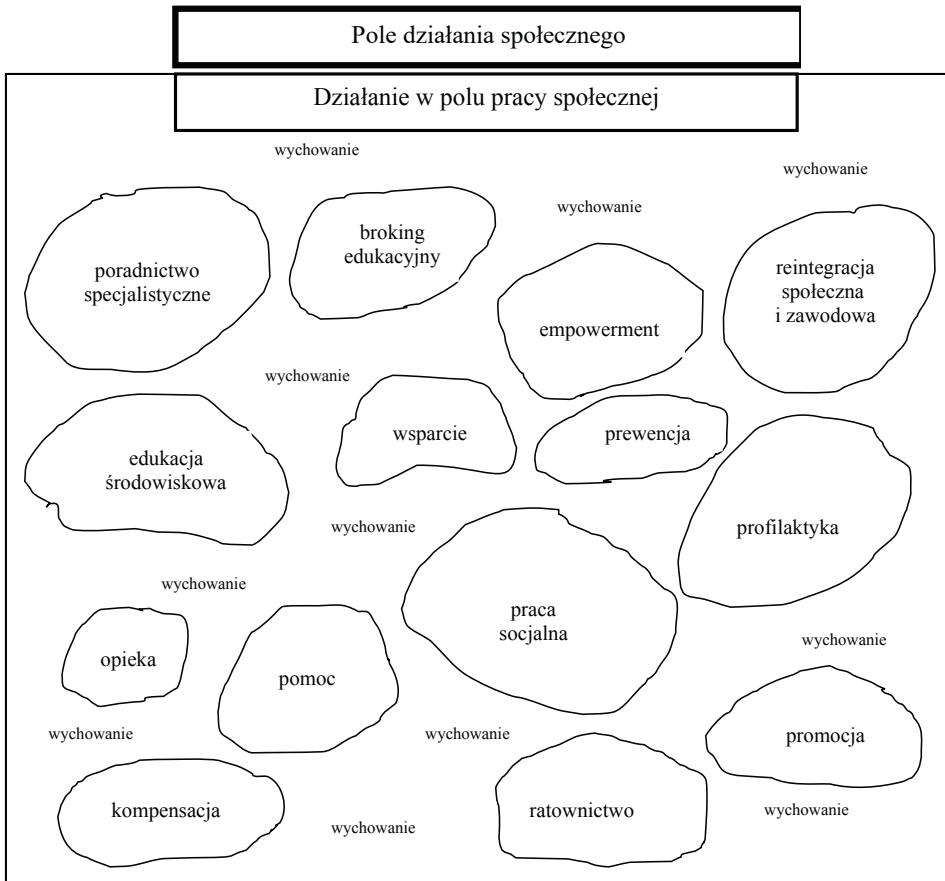 Pole działania społecznego
Działanie w polu pracy społecznej
wychowanie
wychowanie
wychowanie
poradnictwo
specjalistyczne
broking
edukacyjny
empowerment
reintegracja
społeczna
i zawodowa
wychowanie
edukacja
środowiskowa
wsparcie
prewencja
profilaktyka
wychowanie
wychowanie
praca
socjalna
wychowanie
opieka
pomoc
wychowanie
wychowanie
promocja
kompensacja
ratownictwo
wychowanie
wychowanie